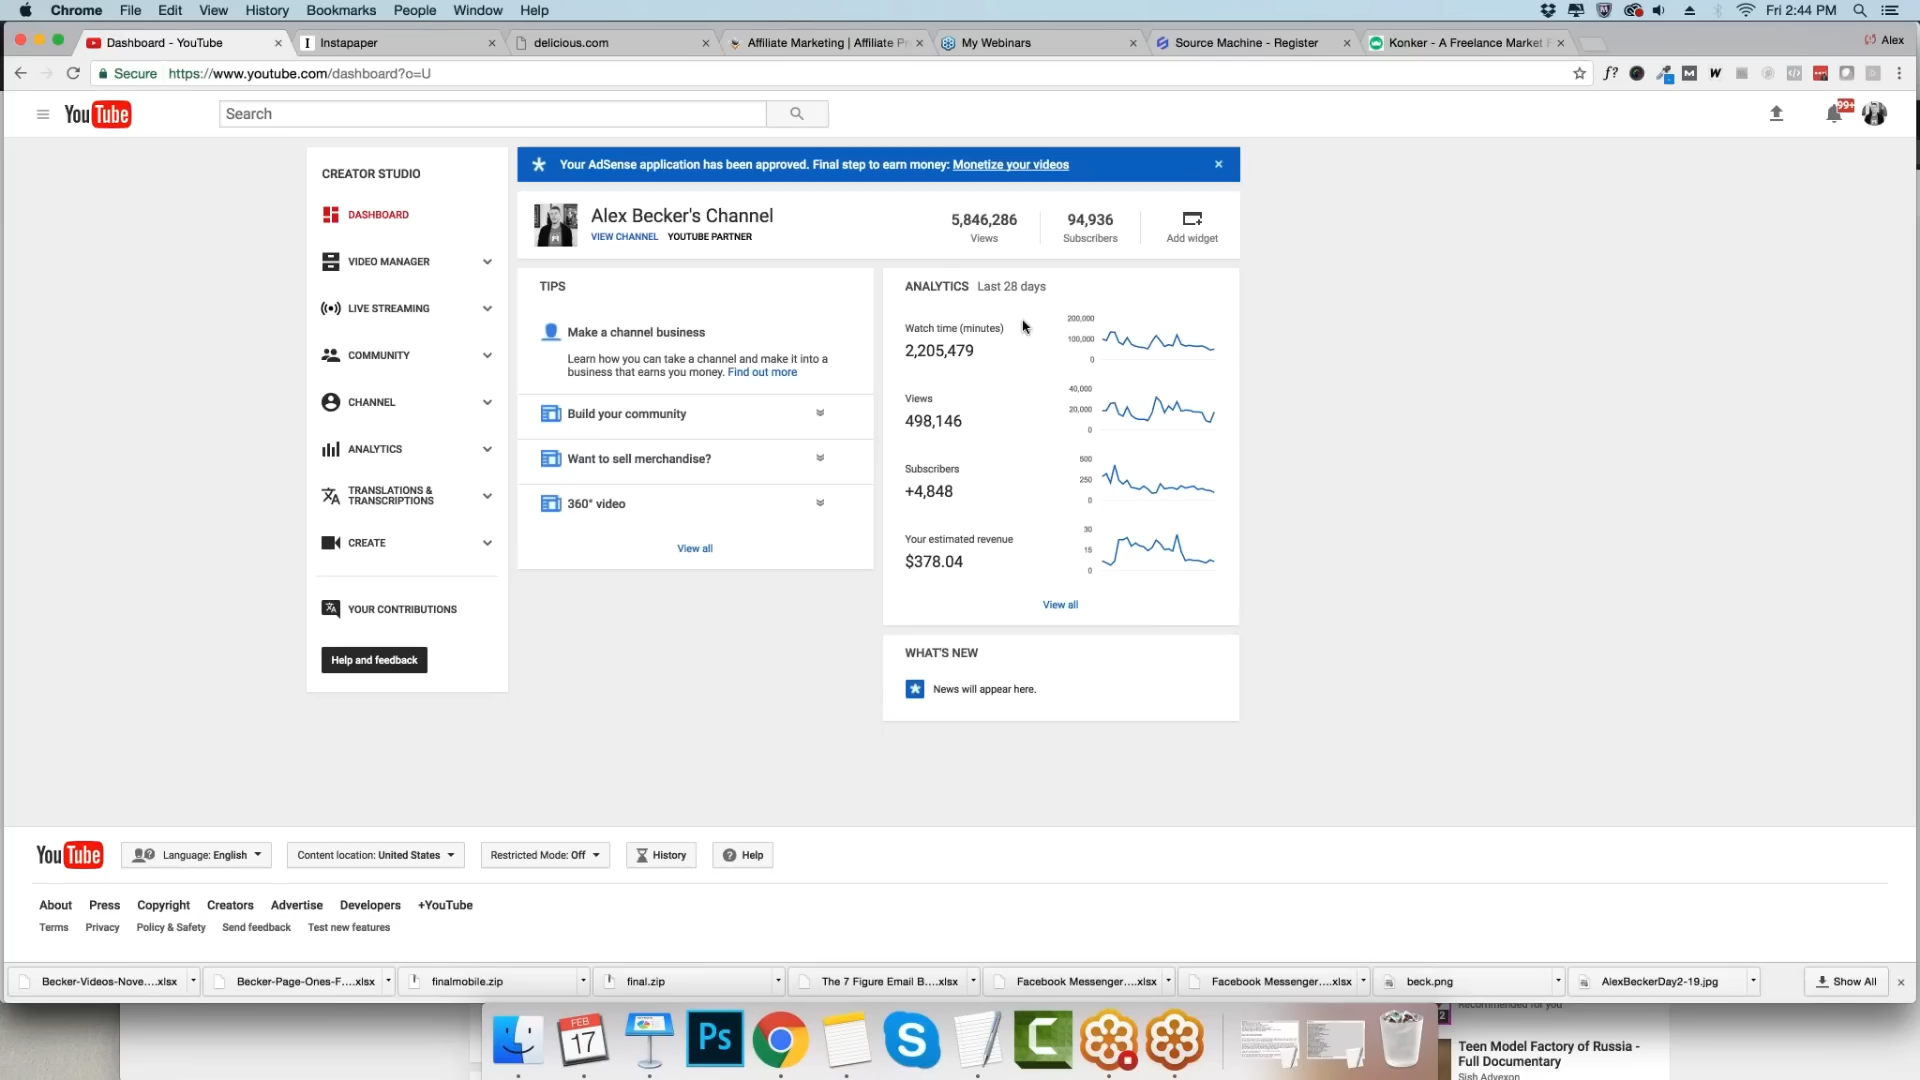 Chrome File Edit View History Bookmarks People Window Help Fri 2:44 PM
Dashboard - YouTube
Instapaper
delicious.com
Affiliate Marketing | Affiliate Pr
My Webinars
Source Machine - Register
Konker - A Freelance Market F
Alex
Secure https://www.youtube.com/dashboard?o=U
YouTube
Search
99+
CREATOR STUDIO
DASHBOARD
VIDEO MANAGER
LIVE STREAMING
COMMUNITY
CHANNEL
ANALYTICS
TRANSLATIONS &
TRANSCRIPTIONS
CREATE
YOUR CONTRIBUTIONS
Help and feedback
Your AdSense application has been approved. Final step to earn money: Monetize your videos
Alex Becker's Channel
VIEW CHANNEL YOUTUBE PARTNER
5,846,286
Views
94,936
Subscribers
Add widget
TIPS
Make a channel business
Learn how you can take a channel and make it into a
business that earns you money. Find out more
Build your community
Want to sell merchandise?
360° video
View all
ANALYTICS Last 28 days
Watch time (minutes)
2,205,479
200,000
100,000
0
Views
498,146
40,000
20,000
0
Subscribers
+4,848
500
250
0
Your estimated revenue
$378.04
30
15
0
View all
WHAT'S NEW
News will appear here.
YouTube
Language: English
Content location: United States
Restricted Mode: Off
History
Help
About Press Copyright Creators Advertise Developers +YouTube
Terms Privacy Policy & Safety Send feedback Test new features
Becker-Videos-Nove....xlsx
Becker-Page-Ones-F....xlsx
finalmobile.zip
final.zip
The 7 Figure Email B....xlsx
Facebook Messenger....xlsx
Facebook Messenger....xlsx
beck.png
AlexBeckerDay2-19.jpg
Show All
Recommended for you
FEB
17
Ps
Teen Model Factory of Russia -
Full Documentary
Sish Advexon